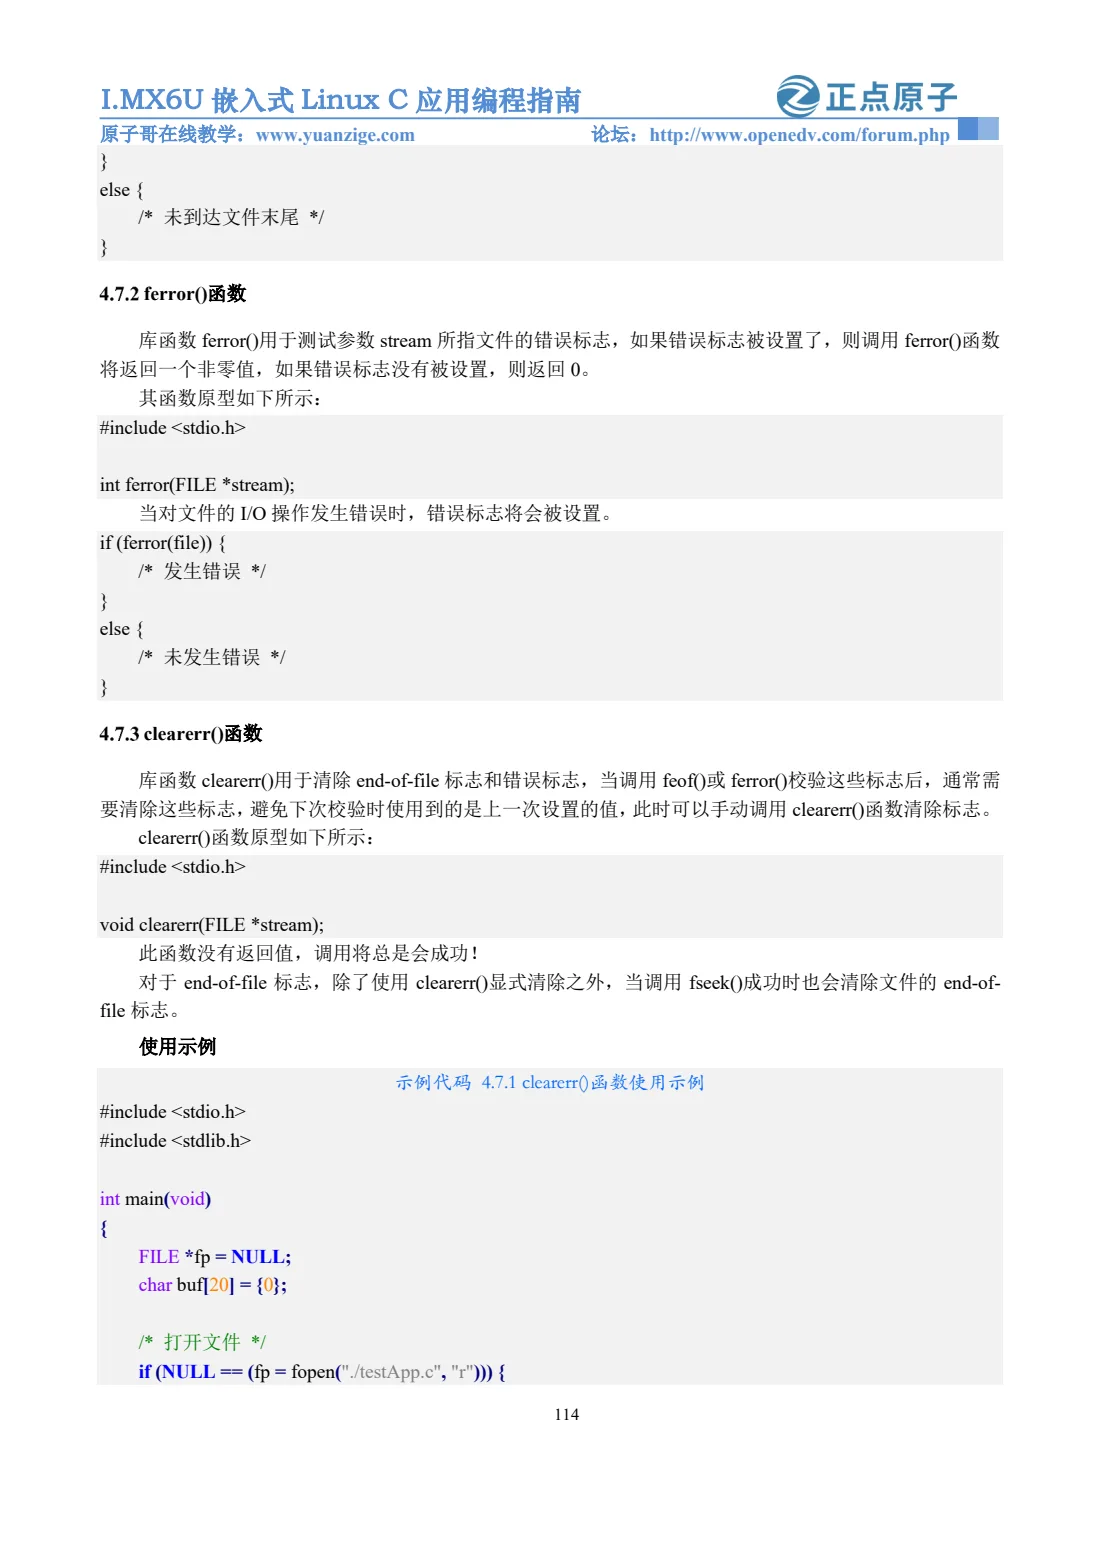 I.MX6U 嵌入式 Linux C 应用编程指南
正点原子
原子哥在线教学：www.yuanzige.com 论坛：http://www.openedv.com/forum.php
}
else {
/* 未到达文件末尾 */
}
4.7.2 ferror()函数
库函数 ferror()用于测试参数 stream 所指文件的错误标志，如果错误标志被设置了，则调用 ferror()函数
将返回一个非零值，如果错误标志没有被设置，则返回 0。
其函数原型如下所示：
#include <stdio.h>
int ferror(FILE *stream);
当对文件的 I/O 操作发生错误时，错误标志将会被设置。
if (ferror(file)) {
/* 发生错误 */
}
else {
/* 未发生错误 */
}
4.7.3 clearerr()函数
库函数 clearerr()用于清除 end-of-file 标志和错误标志，当调用 feof()或 ferror()校验这些标志后，通常需
要清除这些标志，避免下次校验时使用到的是上一次设置的值，此时可以手动调用 clearerr()函数清除标志。
clearerr()函数原型如下所示：
#include <stdio.h>
void clearerr(FILE *stream);
此函数没有返回值，调用将总是会成功！
对于 end-of-file 标志，除了使用 clearerr()显式清除之外，当调用 fseek()成功时也会清除文件的 end-of-
file 标志。
使用示例
示例代码 4.7.1 clearerr()函数使用示例
#include <stdio.h>
#include <stdlib.h>
int main(void)
{
FILE *fp = NULL;
char buf[20] = {0};
/* 打开文件 */
if (NULL == (fp = fopen("./testApp.c", "r"))) {
114